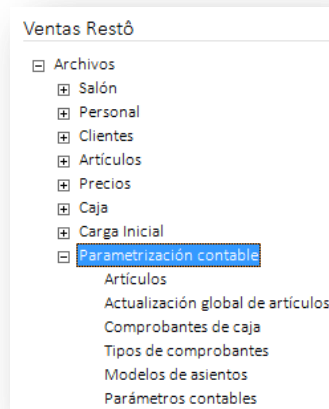 Ventas Restô
Archivos
Salón
Personal
Clientes
Artículos
Precios
Caja
Carga Inicial
Parametrización contable
Artículos
Actualización global de artículos
Comprobantes de caja
Tipos de comprobantes
Modelos de asientos
Parámetros contables